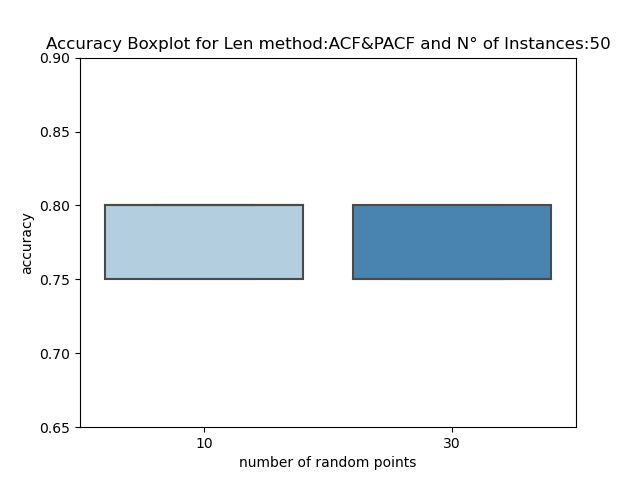 Accuracy Boxplot for Len method:ACF&PACF and N° of Instances:50
0.90
0.85
0.80
0.75
0.70
0.65
accuracy
10 30
number of random points